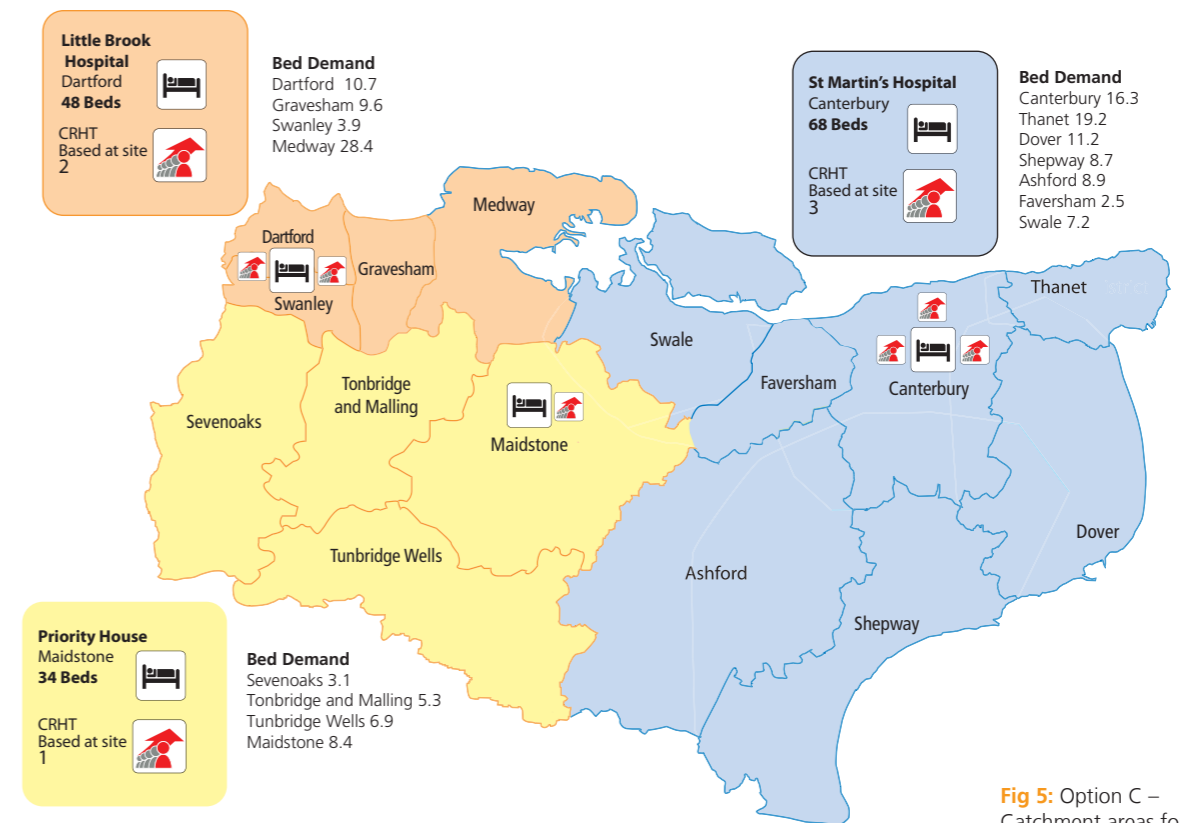 Little Brook
Hospital
Dartford
48 Beds
CRHT
Based at site
2
Bed Demand
Dartford 10.7
Gravesham 9.6
Swanley 3.9
Medway 28.4
St Martin's Hospital
Canterbury
68 Beds
CRHT
Based at site
3
Bed Demand
Canterbury 16.3
Thanet 19.2
Dover 11.2
Shepway 8.7
Ashford 8.9
Faversham 2.5
Swale 7.2
Medway
Dartford
Gravesham
Swanley
Thanet
Swale
Faversham
Canterbury
Tonbridge
and Malling
Sevenoaks
Maidstone
Tunbridge Wells
Ashford
Dover
Shepway
Priority House
Maidstone
34 Beds
CRHT
Based at site
1
Bed Demand
Sevenoaks 3.1
Tonbridge and Malling 5.3
Tunbridge Wells 6.9
Maidstone 8.4
Fig 5: Option C –
Catchment areas fo